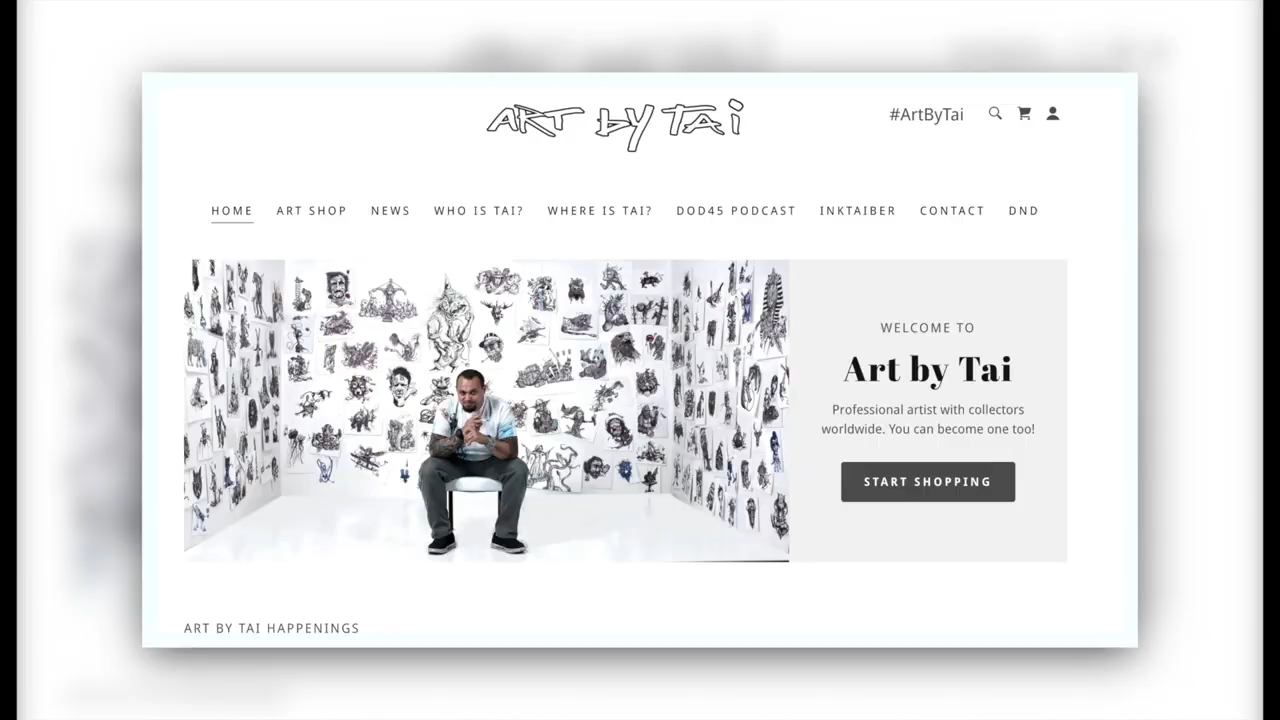 ART by TAi
#ArtByTai
HOME ART SHOP NEWS WHO IS TAI? WHERE IS TAI? DOD45 PODCAST INKTAIBER CONTACT DND
WELCOME TO
Art by Tai
Professional artist with collectors
worldwide. You can become one too!
START SHOPPING
ART BY TAI HAPPENINGS